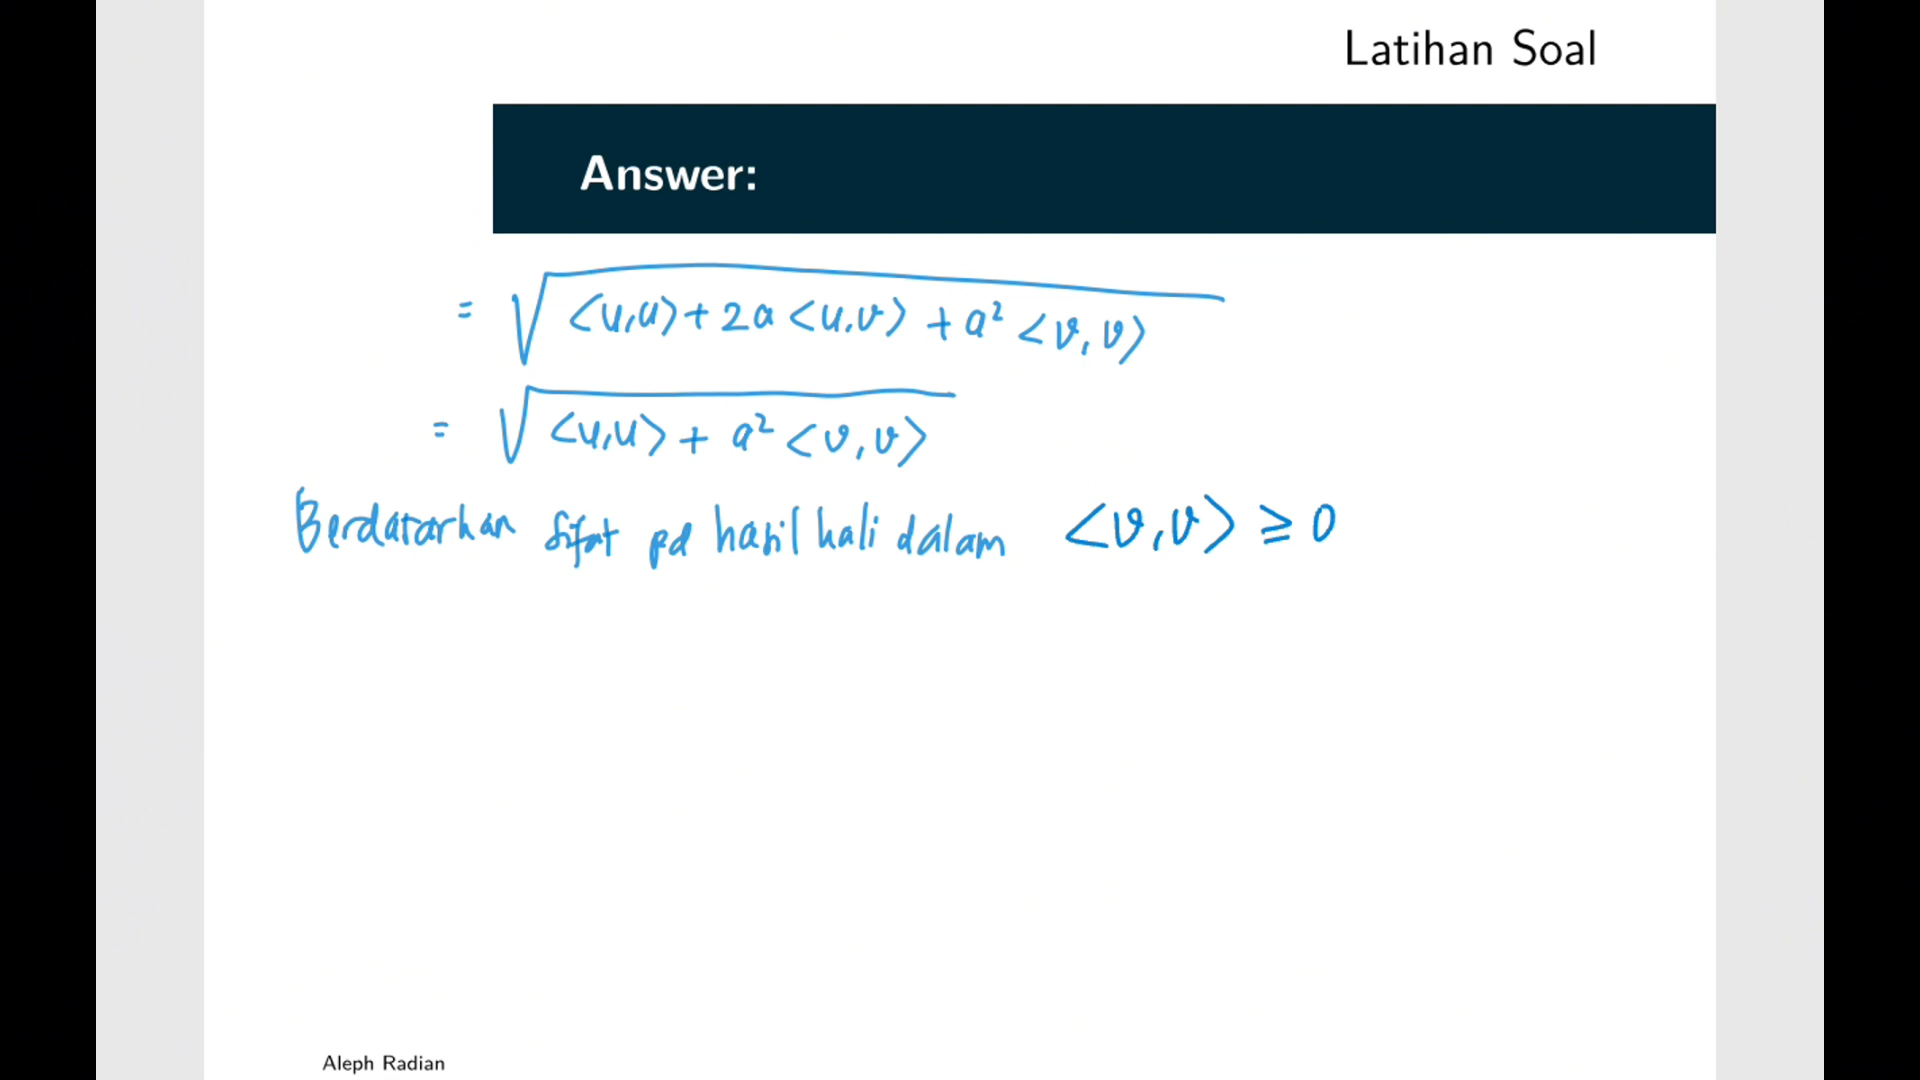 Latihan Soal
Answer:
= √<u,u> + 2a <u,v> + a² <v,v>
= √<u,u> + a² <v,v>
Berdasarkan sifat pd hasil kali dalam <v,v> ≥ 0
Aleph Radian